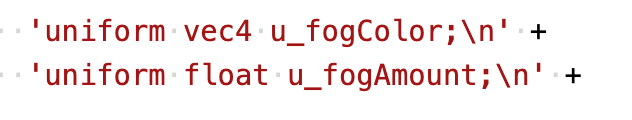 'uniform vec4 u_fogColor;\n' +
'uniform float u_fogAmount;\n' +